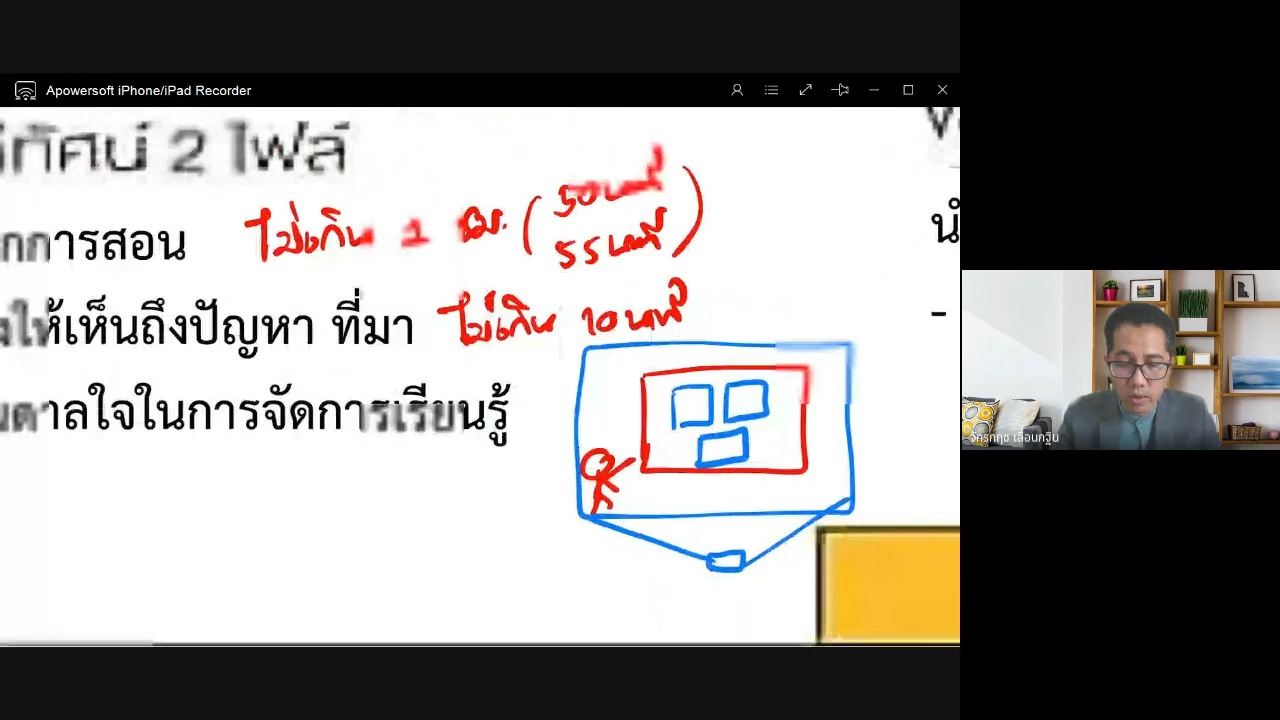 Apowersoft iPhone/iPad Recorder
ทัศน์ 2 ไฟล์
การสอน ไม่เกิน 1 ชม. (50 นาที
55 นาที)
ให้เห็นถึงปัญหา ที่มา ไม่เกิน 10 นาที
ดาลใจในการจัดการเรียนรู้
นำ
-